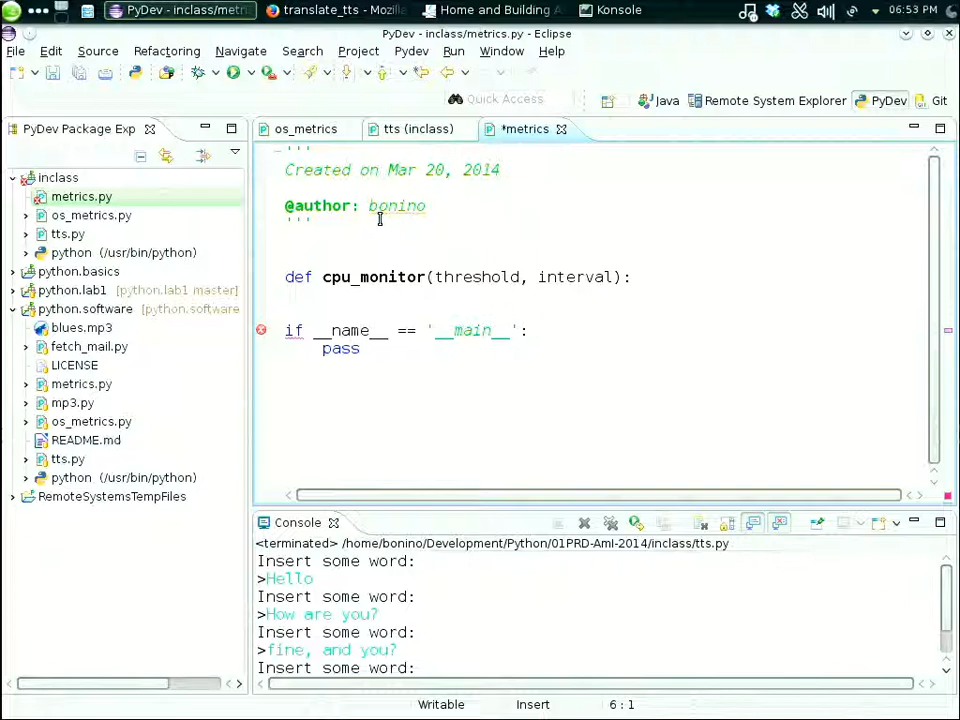 PyDev - inclass/metri...
translate_tts - Mozilla
Home and Building A
Konsole
06:53 PM
PyDev - inclass/metrics.py - Eclipse
File Edit Source Refactoring Navigate Search Project Pydev Run Window Help
Quick Access
Java
Remote System Explorer
PyDev
Git
PyDev Package Exp
os_metrics
tts (inclass)
*metrics
inclass
metrics.py
os_metrics.py
tts.py
python (/usr/bin/python)
python.basics
python.lab1 [python.lab1 master]
python.software [python.software
blues.mp3
fetch_mail.py
LICENSE
metrics.py
mp3.py
os_metrics.py
README.md
tts.py
python (/usr/bin/python)
RemoteSystemsTempFiles
'''
Created on Mar 20, 2014
@author: bonino
'''
def cpu_monitor(threshold, interval):
if __name__ == '__main__':
pass
Console
<terminated> /home/bonino/Development/Python/01PRD-AmI-2014/inclass/tts.py
Insert some word:
>Hello
Insert some word:
>How are you?
Insert some word:
>fine, and you?
Insert some word:
Writable
Insert
6 : 1